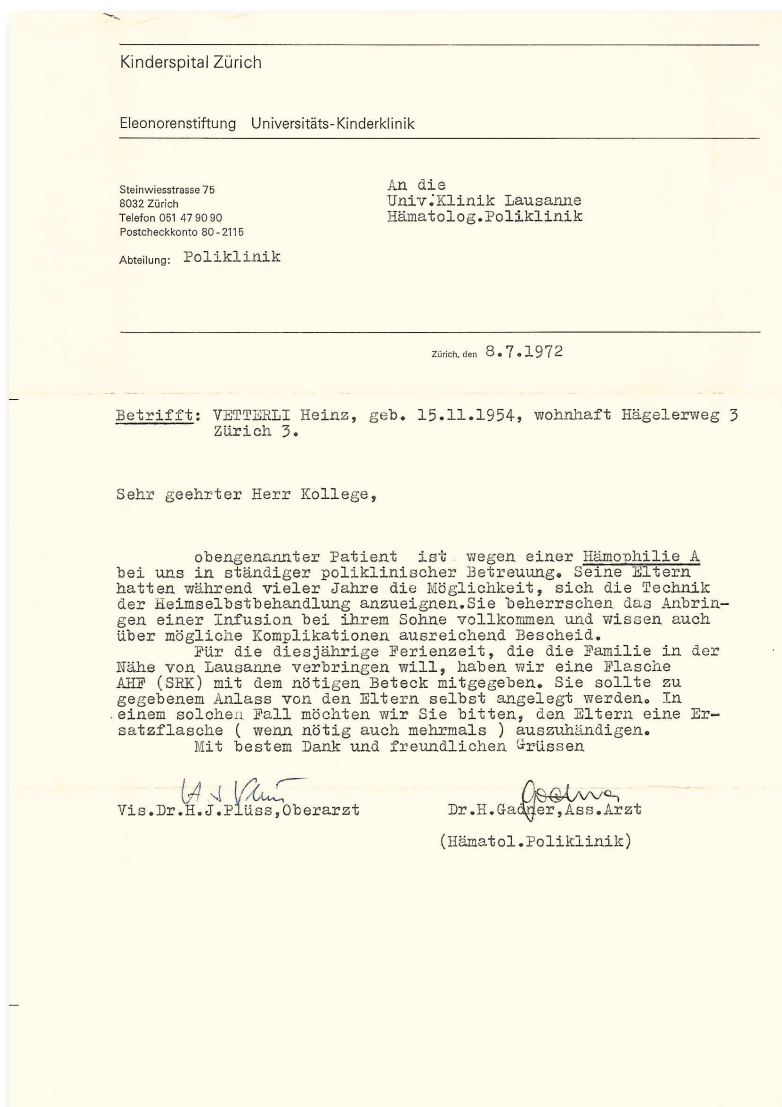 Kinderspital Zürich
Eleonorenstiftung Universitäts-Kinderklinik
Steinwiesstrasse 75
8032 Zürich
Telefon 051 47 90 90
Postcheckkonto 80-2115
Abteilung: Poliklinik
An die
Univ.Klinik Lausanne
Hämatolog.Poliklinik
Zürich, den 8.7.1972
Betrifft: VETTERLI Heinz, geb. 15.11.1954, wohnhaft Hägelerweg 3
Zürich 3.
Sehr geehrter Herr Kollege,
obengenannter Patient ist wegen einer Hämophilie A
bei uns in ständiger poliklinischer Betreuung. Seine Eltern
hatten während vieler Jahre die Möglichkeit, sich die Technik
der Heimselbstbehandlung anzueignen.Sie beherrschen das Anbrin-
gen einer Infusion bei ihrem Sohne vollkommen und wissen auch
über mögliche Komplikationen ausreichend Bescheid.
Für die diesjährige Ferienzeit, die die Familie in der
Nähe von Lausanne verbringen will, haben wir eine Flasche
AHF (SRK) mit dem nötigen Beteck mitgegeben. Sie sollte zu
gegebenem Anlass von den Eltern selbst angelegt werden. In
einem solchen Fall möchten wir Sie bitten, den Eltern eine Er-
satzflasche ( wenn nötig auch mehrmals ) auszuhändigen.
Mit bestem Dank und freundlichen Grüssen
Vis.Dr.H.J.Plüss,Oberarzt
Dr.H.Gadner,Ass.Arzt
(Hämatol.Poliklinik)